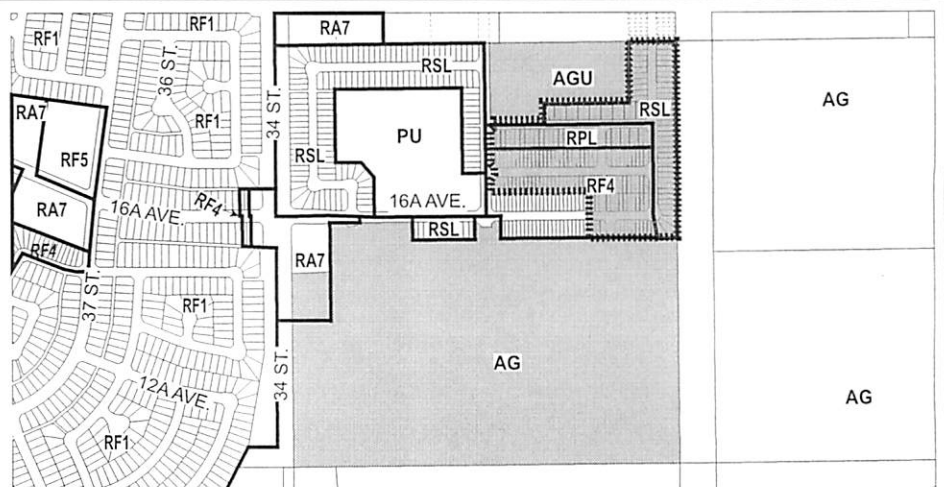 RF1
RF1
RA7
36 ST.
RSL
AGU
AG
RA7
RF1
34 ST.
PU
RSL
RF5
RSL
RPL
RA7
16A AVE.
RF4
16A AVE.
RF4
RSL
RF4
RA7
37 ST.
RF1
AG
34 ST.
12A AVE.
AG
RF1